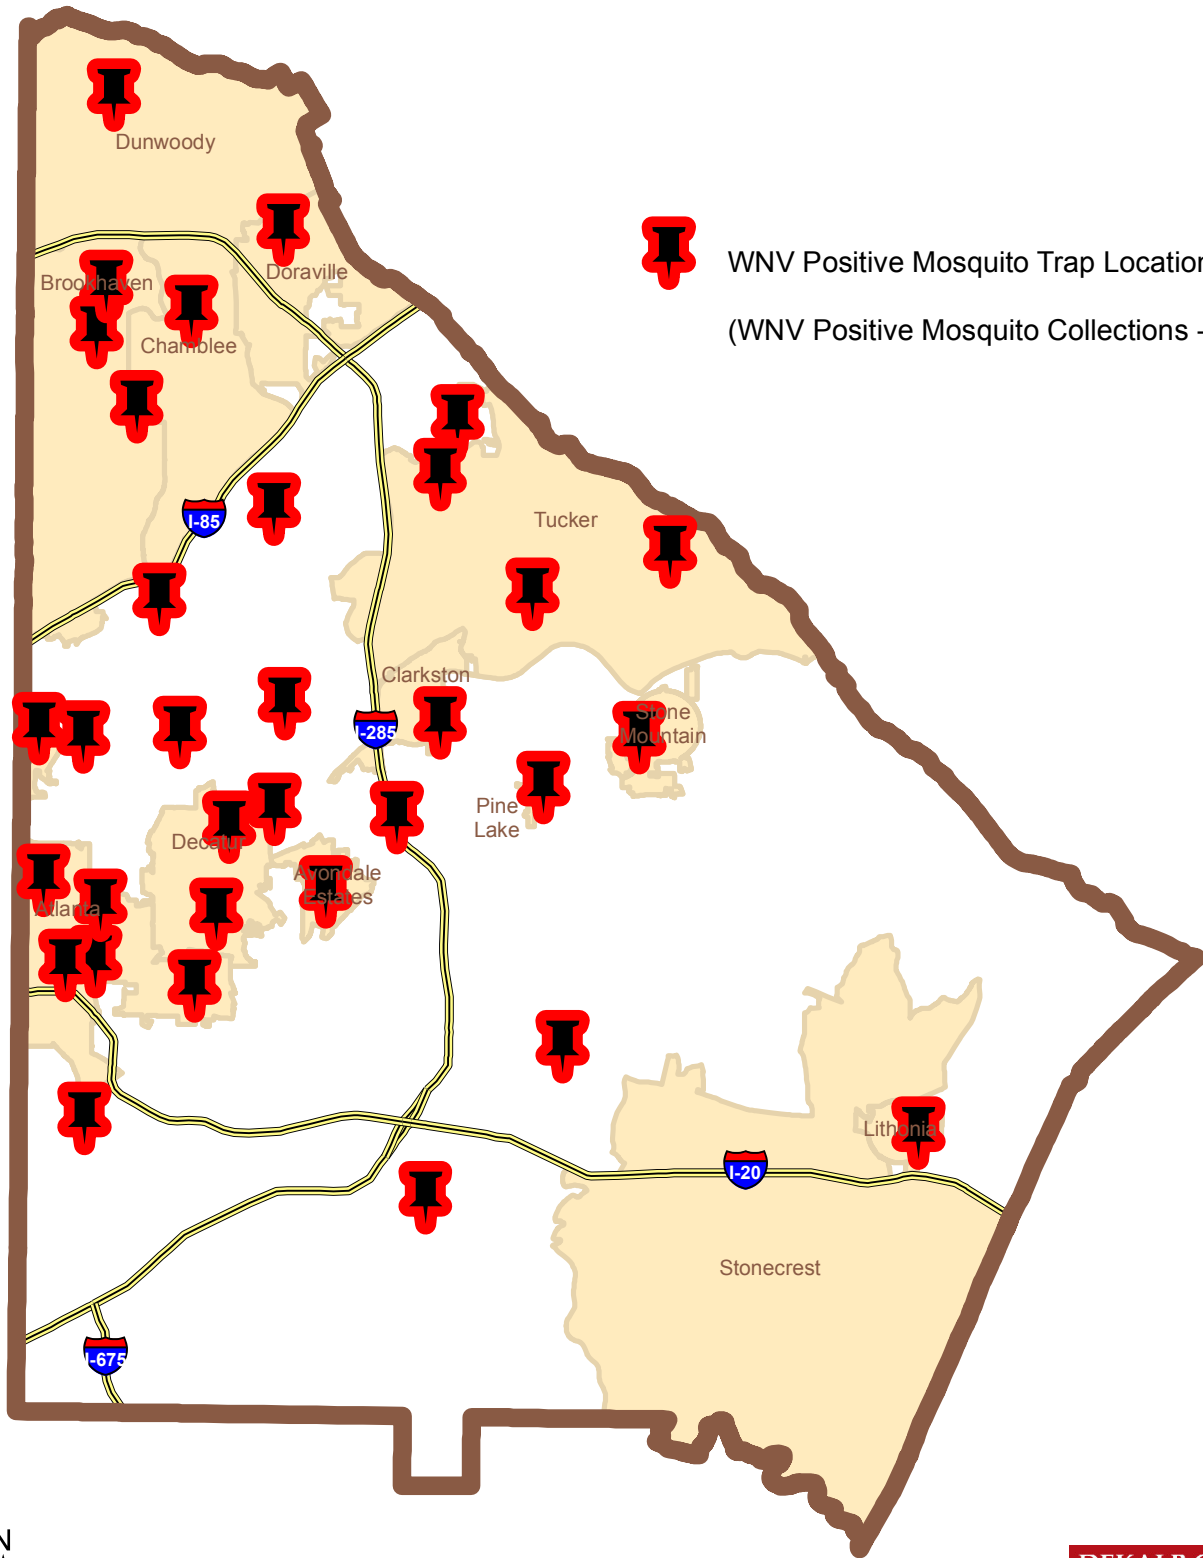 Dunwoody
WNV Positive Mosquito Trap Location
(WNV Positive Mosquito Collections -
Doraville
Brookhaven
Chamblee
I-85
Tucker
Clarkston
I-285
Stone
Mountain
Pine
Lake
Decatur
Avondale
Estates
Atlanta
Lithonia
I-20
Stonecrest
I-675
N